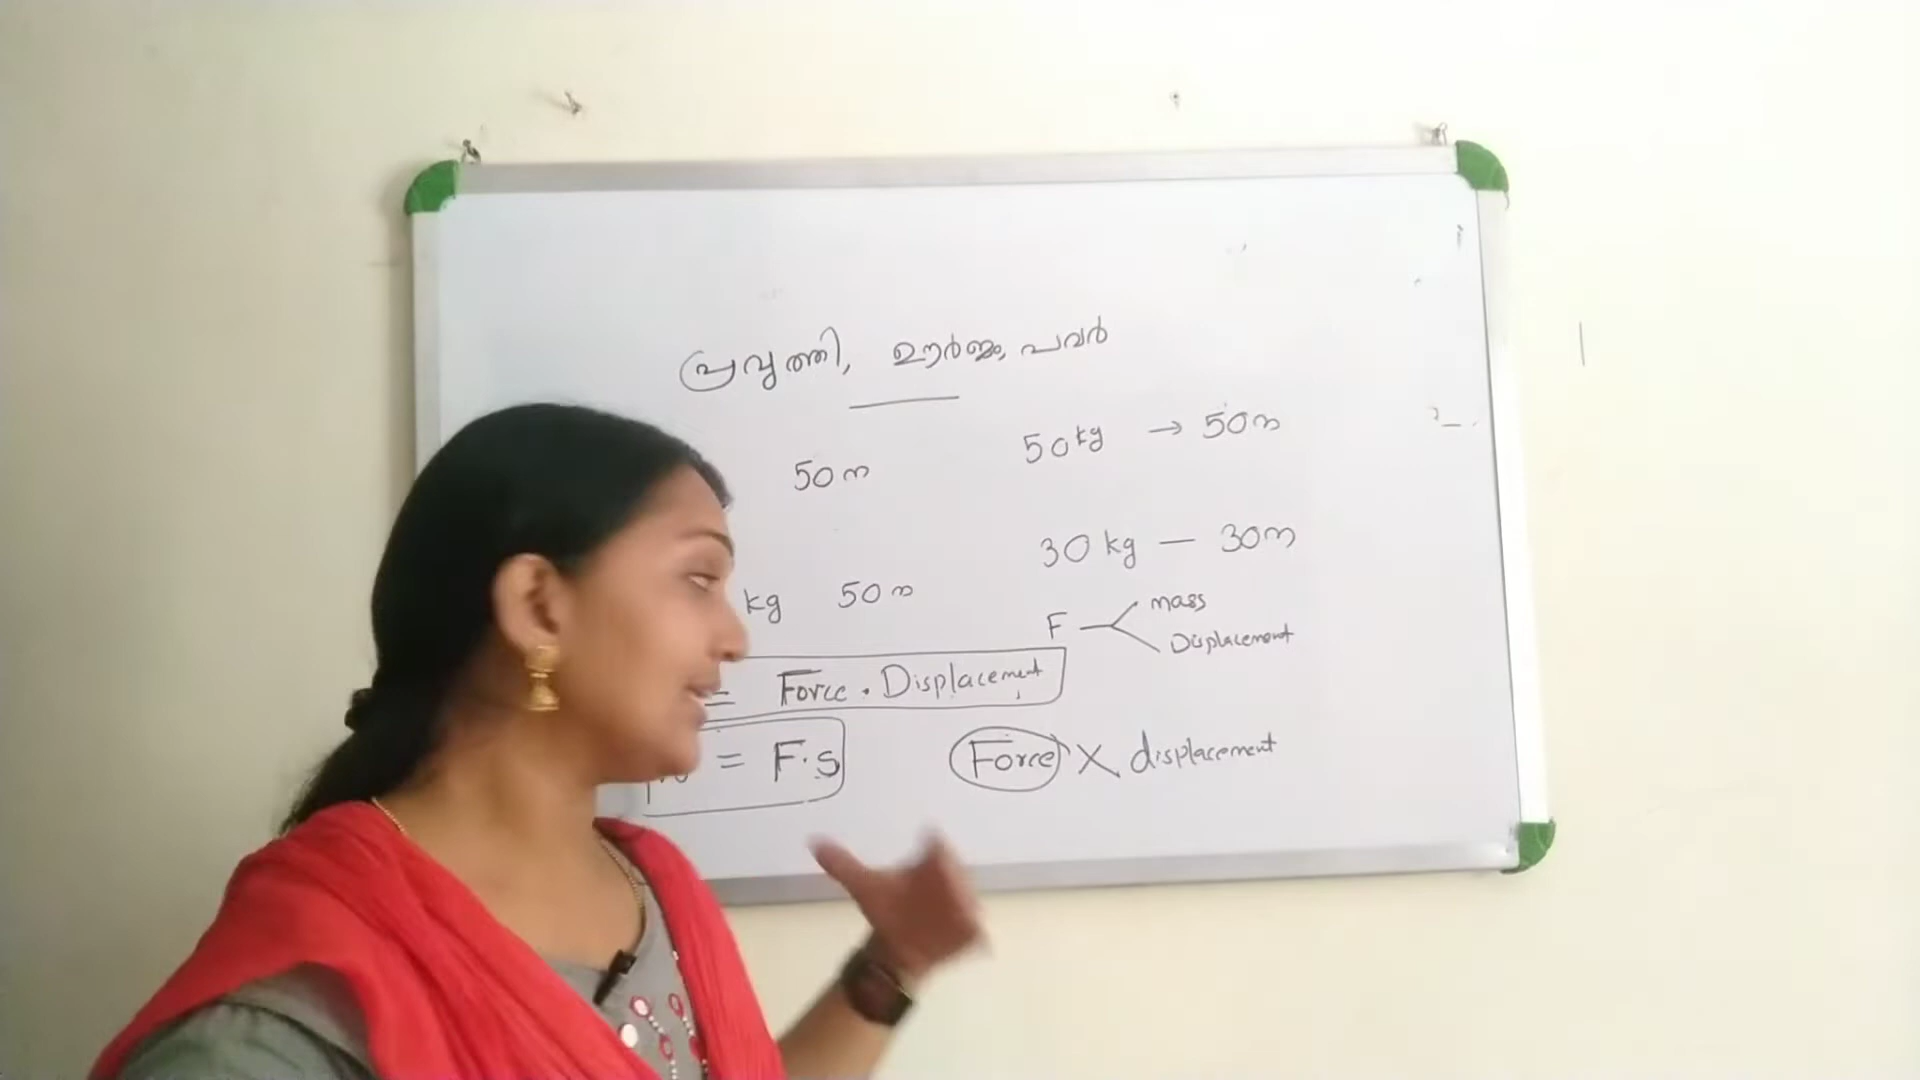 പ്രവൃത്തി, ഊർജം, പവർ
50 m
50 kg → 50 m
30 kg — 30 m
kg 50 m
F mass
Displacement
= Force . Displacement
= F.s
Force X displacement